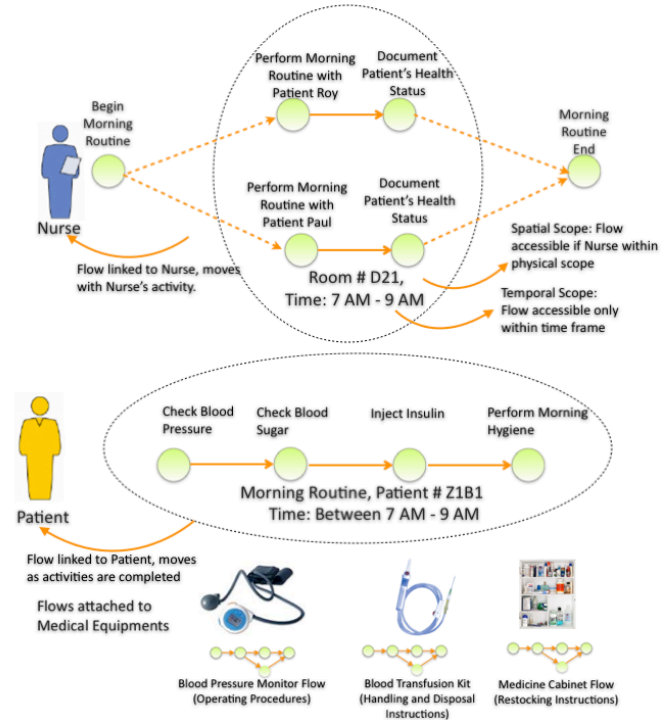 Perform Morning
Routine with
Patient Roy
Document
Patient's Health
Status
Begin
Morning
Routine
Morning
Routine
End
Nurse
Perform Morning
Routine with
Patient Paul
Document
Patient's Health
Status
Flow linked to Nurse, moves
with Nurse's activity.
Room # D21,
Time: 7 AM - 9 AM
Spatial Scope: Flow
accessible if Nurse within
physical scope
Temporal Scope:
Flow accessible only
within time frame
Check Blood
Pressure
Check Blood
Sugar
Inject Insulin
Perform Morning
Hygiene
Morning Routine, Patient # Z1B1
Time: Between 7 AM - 9 AM
Patient
Flow linked to Patient, moves
as activities are completed
Flows attached to
Medical Equipments
Blood Pressure Monitor Flow
(Operating Procedures)
Blood Transfusion Kit
(Handling and Disposal
Instructions)
Medicine Cabinet Flow
(Restocking Instructions)